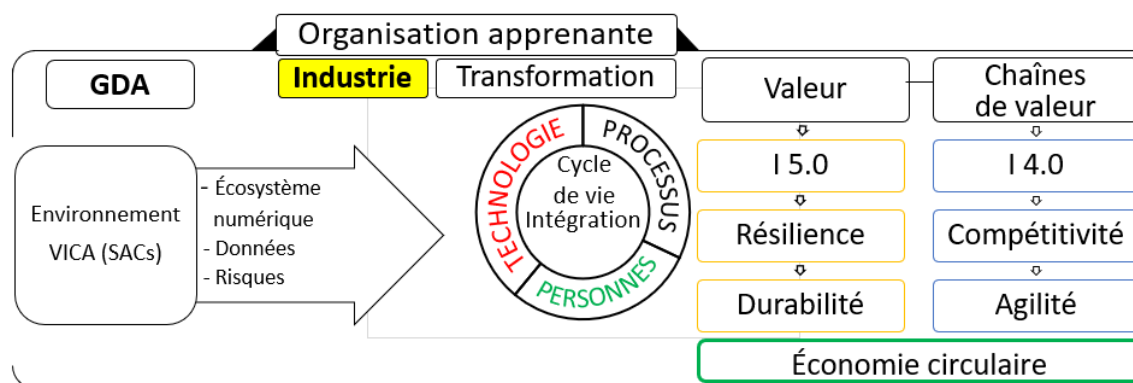 Organisation apprenante
GDA
Industrie
Transformation
Valeur
Chaînes
de valeur
Environnement
VICA (SACs)
- Écosystème
numérique
- Données
- Risques
TECHNOLOGIE
PROCESSUS
PERSONNES
Cycle
de vie
Intégration
I 5.0
I 4.0
Résilience
Compétitivité
Durabilité
Agilité
Économie circulaire